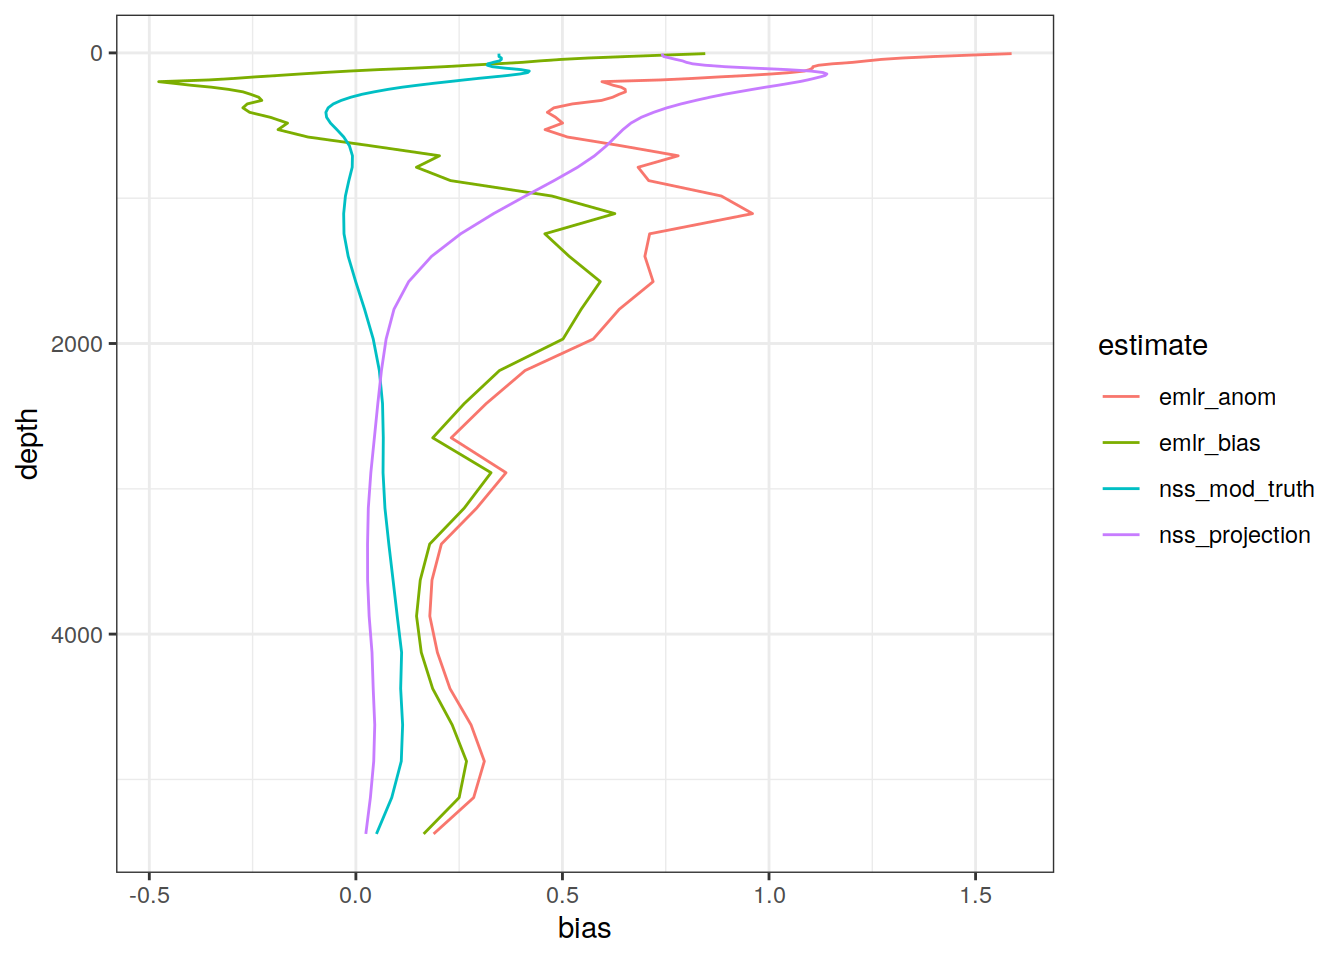 0
2000
4000
depth
-0.5
0.0
0.5
1.0
1.5
bias
estimate
emlr_anom
emlr_bias
nss_mod_truth
nss_projection